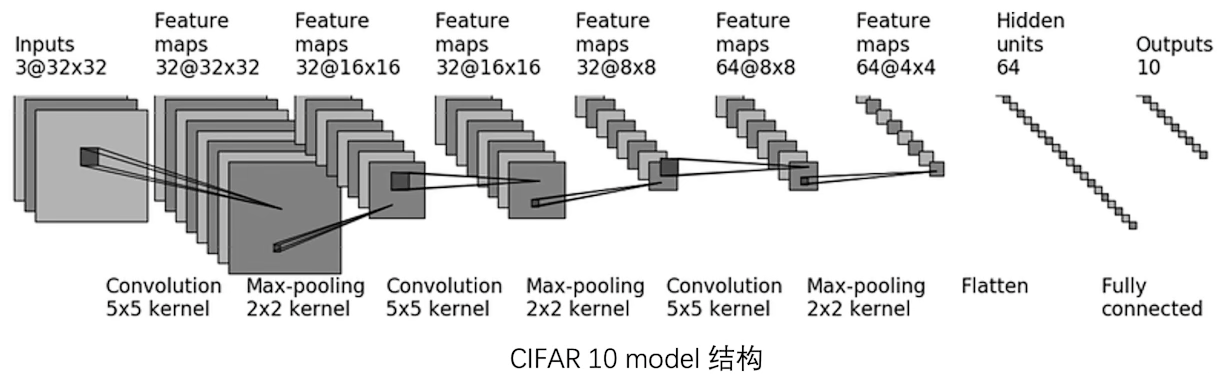 Inputs
3@32x32
Feature
maps
32@32x32
Feature
maps
32@16x16
Feature
maps
32@16x16
Feature
maps
32@8x8
Feature
maps
64@8x8
Feature
maps
64@4x4
Hidden
units
64
Outputs
10
Convolution
5x5 kernel
Max-pooling
2x2 kernel
Convolution
5x5 kernel
Max-pooling
2x2 kernel
Convolution
5x5 kernel
Max-pooling
2x2 kernel
Flatten
Fully
connected
CIFAR 10 model 结构